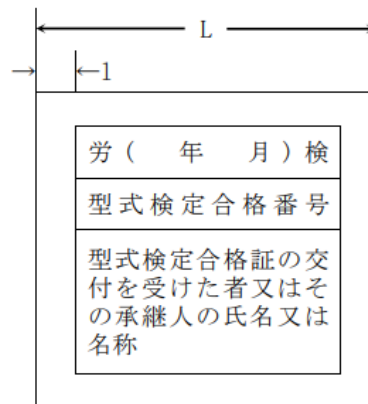 L
→ ←1
労(　年　月)検
型式検定合格番号
型式検定合格証の交
付を受けた者又はそ
の承継人の氏名又は
名称